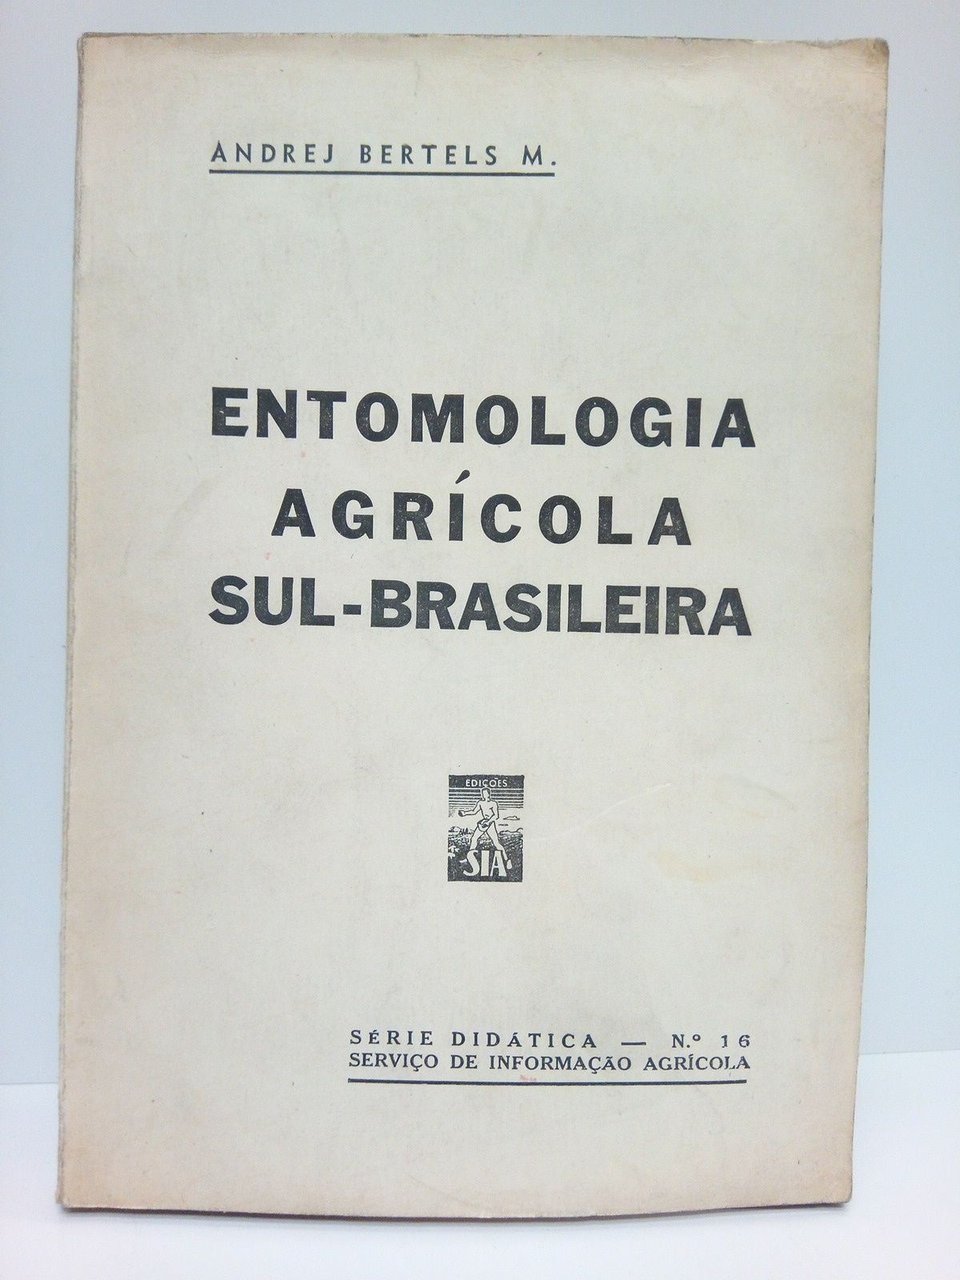 ANDREJ BERTELS M.
ENTOMOLOGIA
AGRÍCOLA
SUL-BRASILEIRA
EDIÇÕES
SIA
SÉRIE DIDÁTICA — N.º 16
SERVIÇO DE INFORMAÇÃO AGRÍCOLA